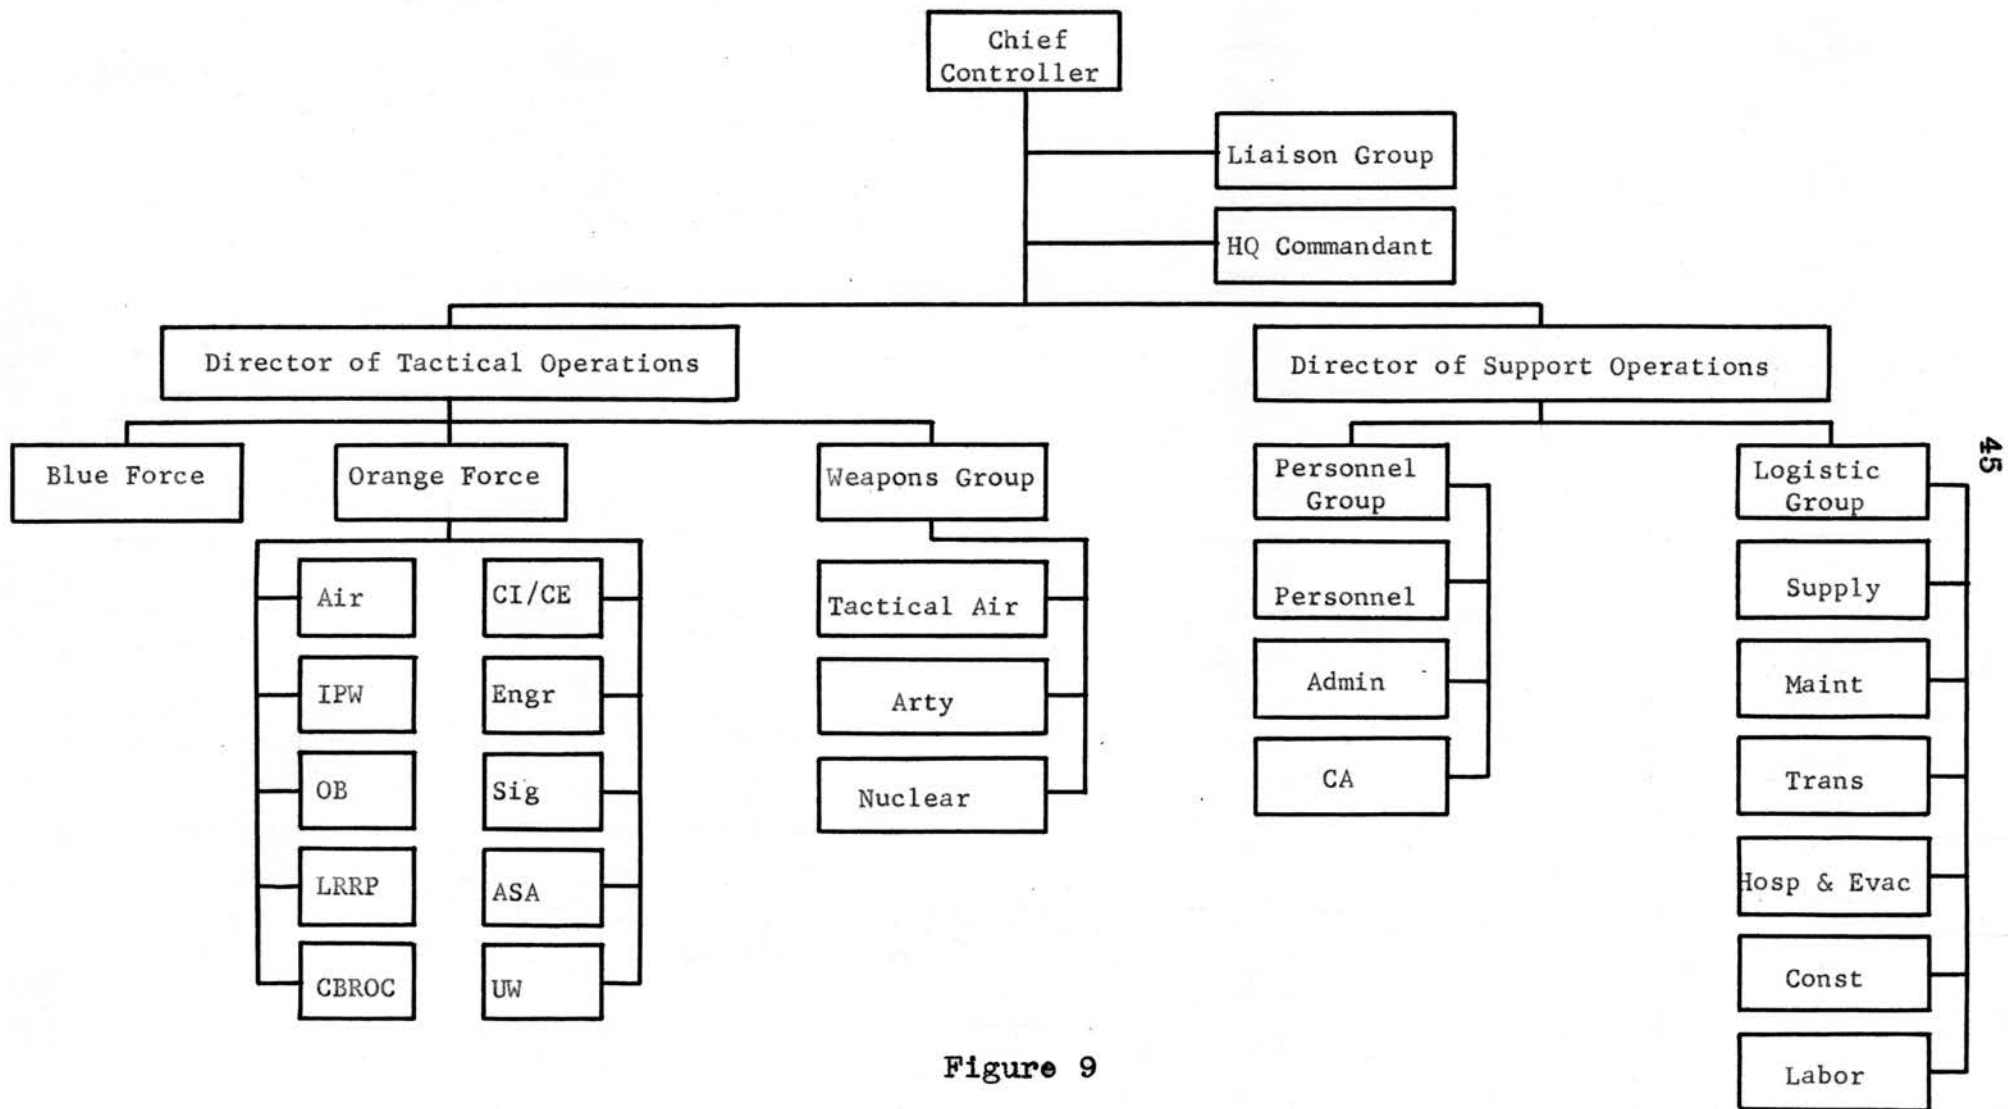 Chief
Controller
Liaison Group
HQ Commandant
Director of Tactical Operations
Director of Support Operations
Blue Force
Orange Force
Weapons Group
Personnel
Group
Logistic
Group
45
Air
CI/CE
IPW
Engr
OB
Sig
LRRP
ASA
CBROC
UW
Tactical Air
Arty
Nuclear
Personnel
Admin
CA
Supply
Maint
Trans
Hosp & Evac
Const
Labor
Figure 9